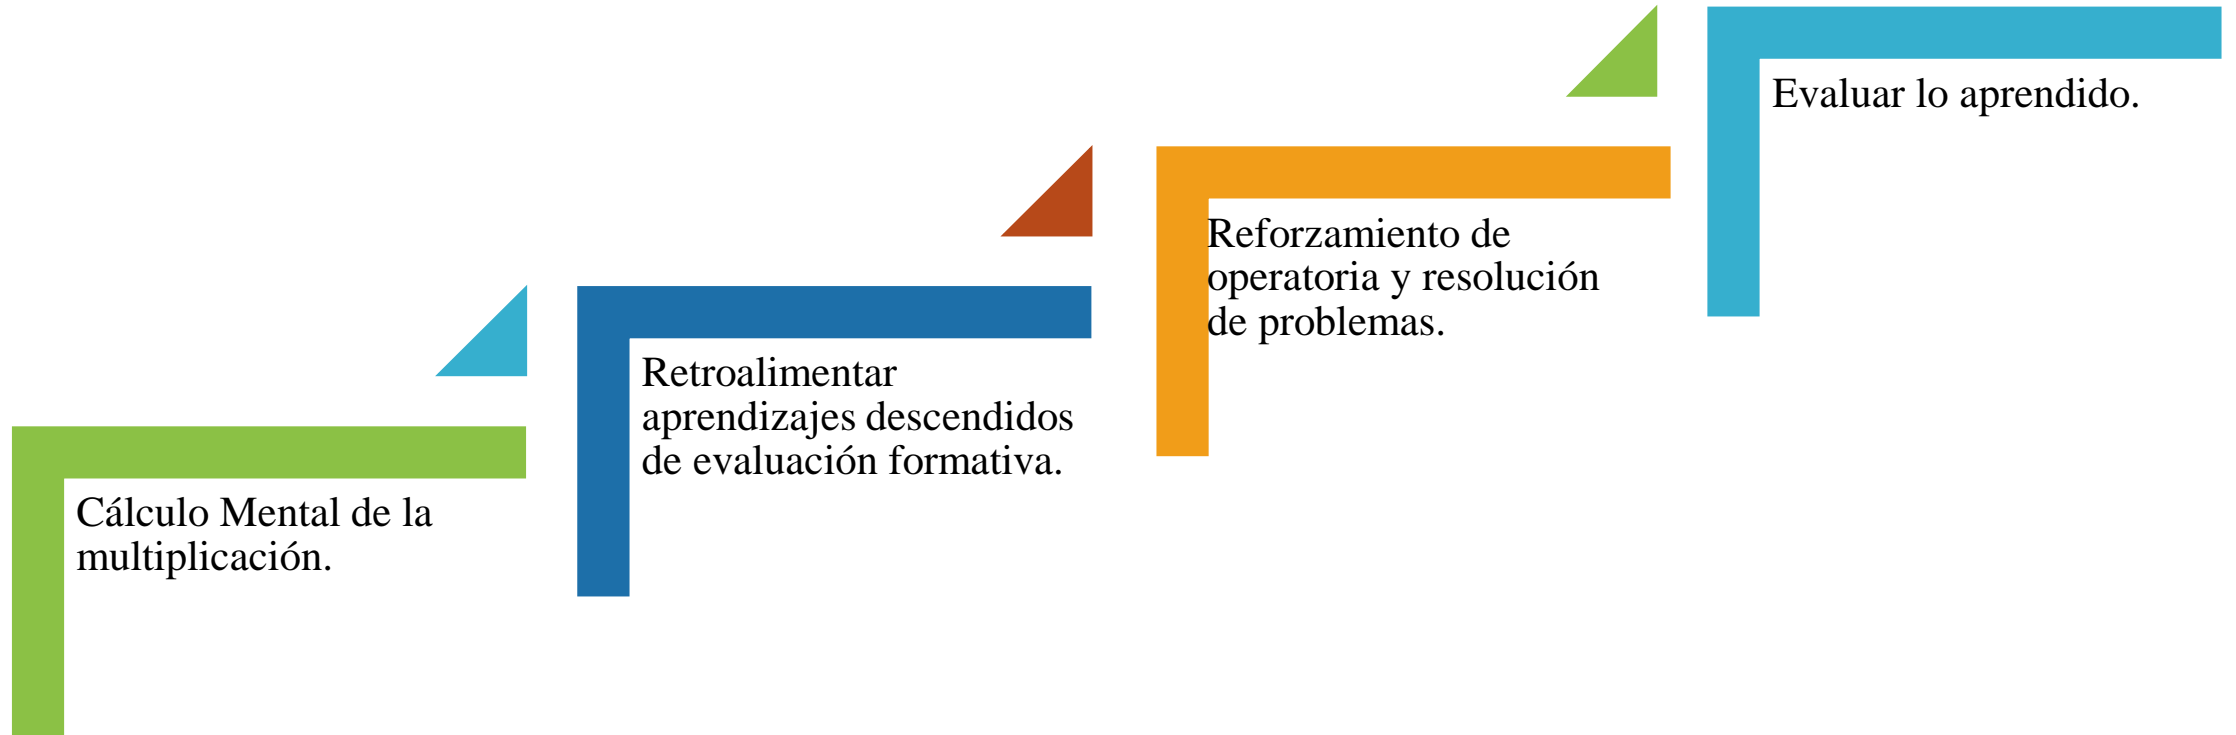 Cálculo Mental de la
multiplicación.
Retroalimentar
aprendizajes descendidos
de evaluación formativa.
Reforzamiento de
operatoria y resolución
de problemas.
Evaluar lo aprendido.